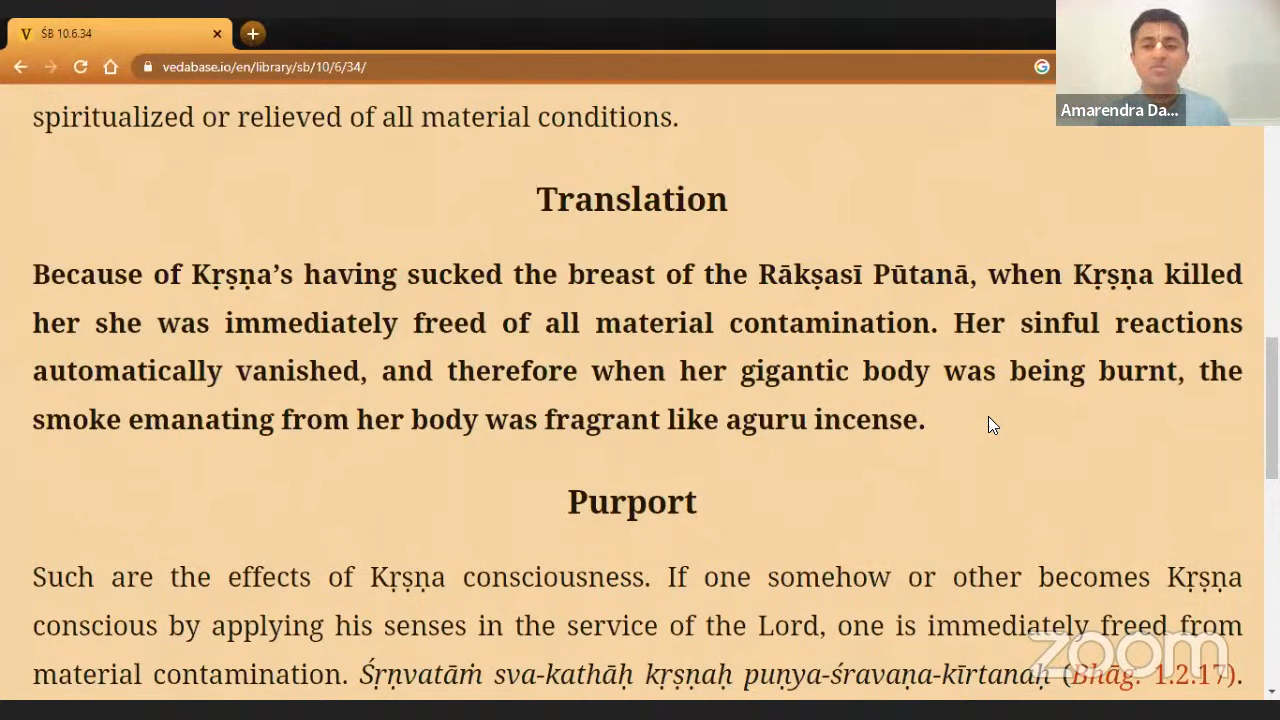 V ŚB 10.6.34
vedabase.io/en/library/sb/10/6/34/
G
Amarendra Da...
spiritualized or relieved of all material conditions.
Translation
Because of Kṛṣṇa’s having sucked the breast of the Rākṣasī Pūtanā, when Kṛṣṇa killed
her she was immediately freed of all material contamination. Her sinful reactions
automatically vanished, and therefore when her gigantic body was being burnt, the
smoke emanating from her body was fragrant like aguru incense.
Purport
Such are the effects of Kṛṣṇa consciousness. If one somehow or other becomes Kṛṣṇa
conscious by applying his senses in the service of the Lord, one is immediately freed from
material contamination. Śṛṇvatāṁ sva-kathāḥ kṛṣṇaḥ puṇya-śravaṇa-kīrtanaḥ (Bhāg. 1.2.17).
zoom